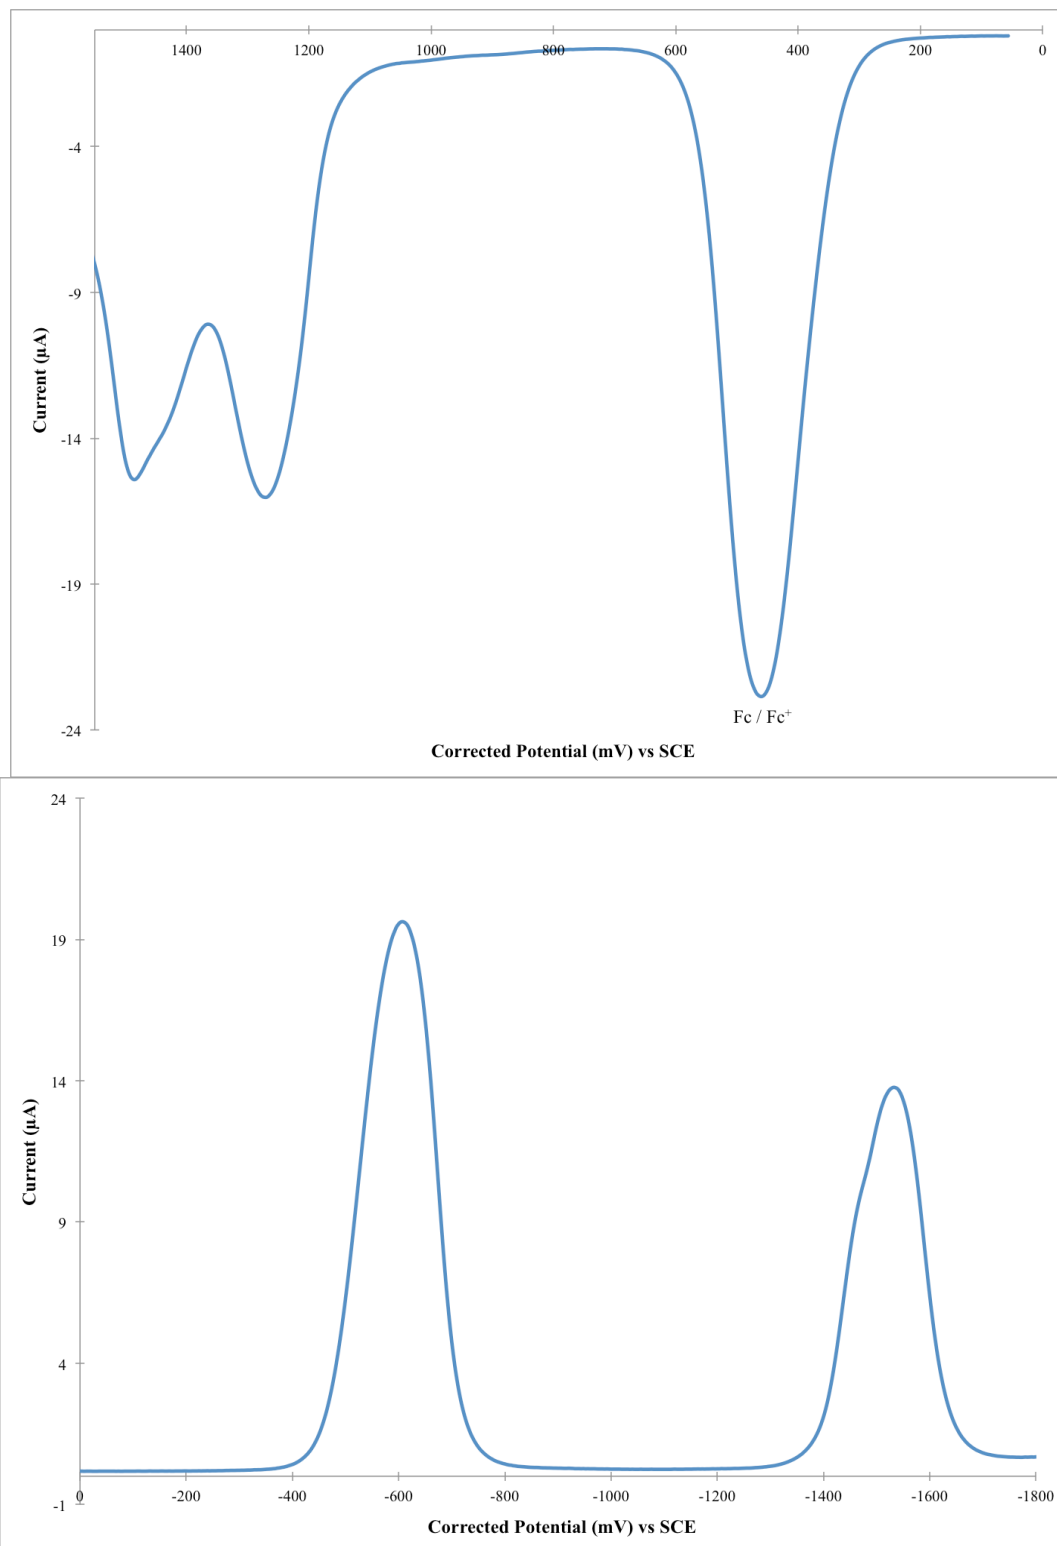 1400 1200 1000 800 600 400 200 0
-4
-9
Current (µA)
-14
-19
Fc / Fc⁺
-24
Corrected Potential (mV) vs SCE
24
19
14
Current (µA)
9
4
-1
0 -200 -400 -600 -800 -1000 -1200 -1400 -1600 -1800
Corrected Potential (mV) vs SCE